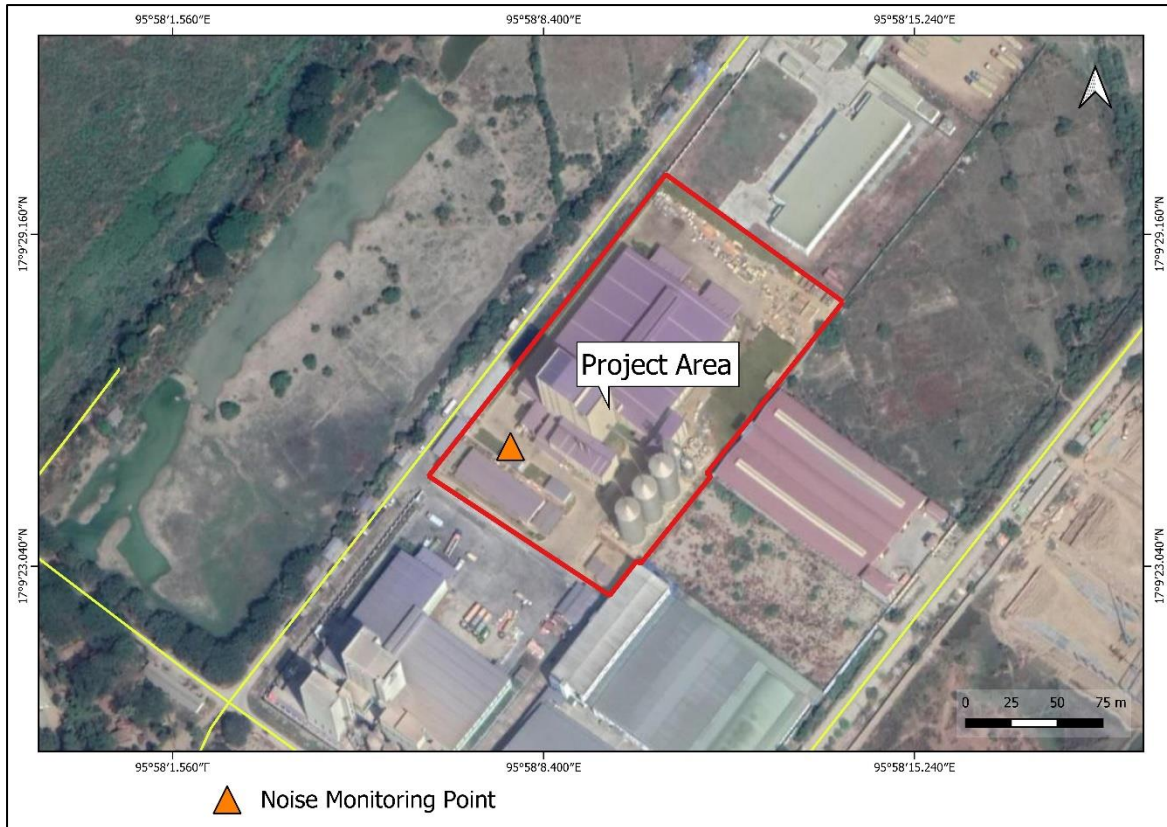 95°58'1.560"E 95°58'8.400"E 95°58'15.240"E
17°9'29.160"N 17°9'29.160"N
Project Area
17°9'23.040"N 17°9'23.040"N
0 25 50 75 m
95°58'1.560"E 95°58'8.400"E 95°58'15.240"E
Noise Monitoring Point